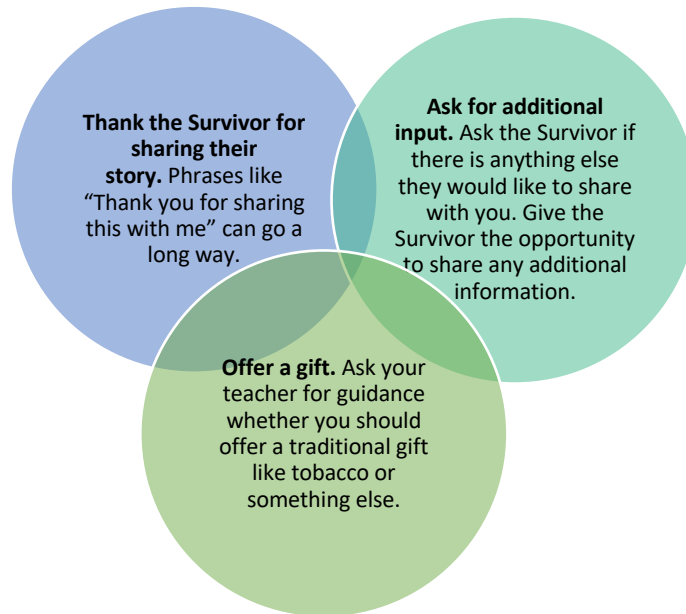 Thank the Survivor for
sharing their
story. Phrases like
“Thank you for sharing
this with me” can go a
long way.
Ask for additional
input. Ask the Survivor if
there is anything else
they would like to share
with you. Give the
Survivor the opportunity
to share any additional
information.
Offer a gift. Ask your
teacher for guidance
whether you should
offer a traditional gift
like tobacco or
something else.